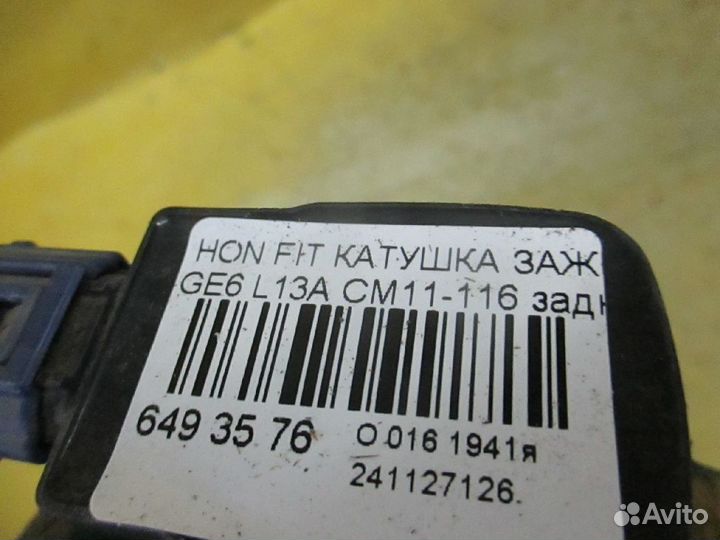 HON FIT КАТУШКА ЗАЖ
GE6 L13A CM11-116 задн
649 35 76 О 016 1941я
241127126.
Avito